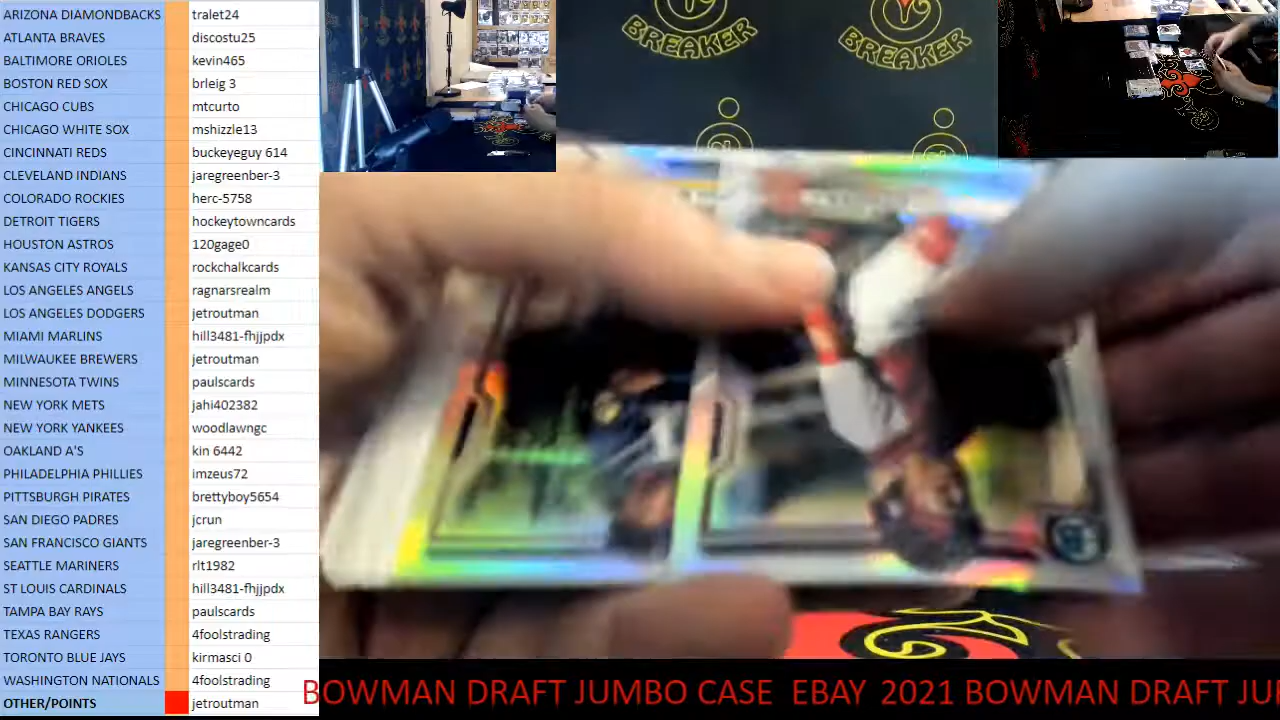 ARIZONA DIAMONDBACKS tralet24
ATLANTA BRAVES discostu25
BALTIMORE ORIOLES kevin465
BOSTON RED SOX brleig 3
CHICAGO CUBS mtcurto
CHICAGO WHITE SOX mshizzle13
CINCINNATI REDS buckeyeguy 614
CLEVELAND INDIANS jaregreenber-3
COLORADO ROCKIES herc-5758
DETROIT TIGERS hockeytowncards
HOUSTON ASTROS 120gage0
KANSAS CITY ROYALS rockchalkcards
LOS ANGELES ANGELS ragnarsrealm
LOS ANGELES DODGERS jetroutman
MIAMI MARLINS hill3481-fhjjpdx
MILWAUKEE BREWERS jetroutman
MINNESOTA TWINS paulscards
NEW YORK METS jahi402382
NEW YORK YANKEES woodlawngc
OAKLAND A'S kin 6442
PHILADELPHIA PHILLIES imzeus72
PITTSBURGH PIRATES brettyboy5654
SAN DIEGO PADRES jcrun
SAN FRANCISCO GIANTS jaregreenber-3
SEATTLE MARINERS rlt1982
ST LOUIS CARDINALS hill3481-fhjjpdx
TAMPA BAY RAYS paulscards
TEXAS RANGERS 4foolstrading
TORONTO BLUE JAYS kirmasci 0
WASHINGTON NATIONALS 4foolstrading
OTHER/POINTS jetroutman
BREAKER BREAKER
BOWMAN DRAFT JUMBO CASE EBAY 2021 BOWMAN DRAFT JU